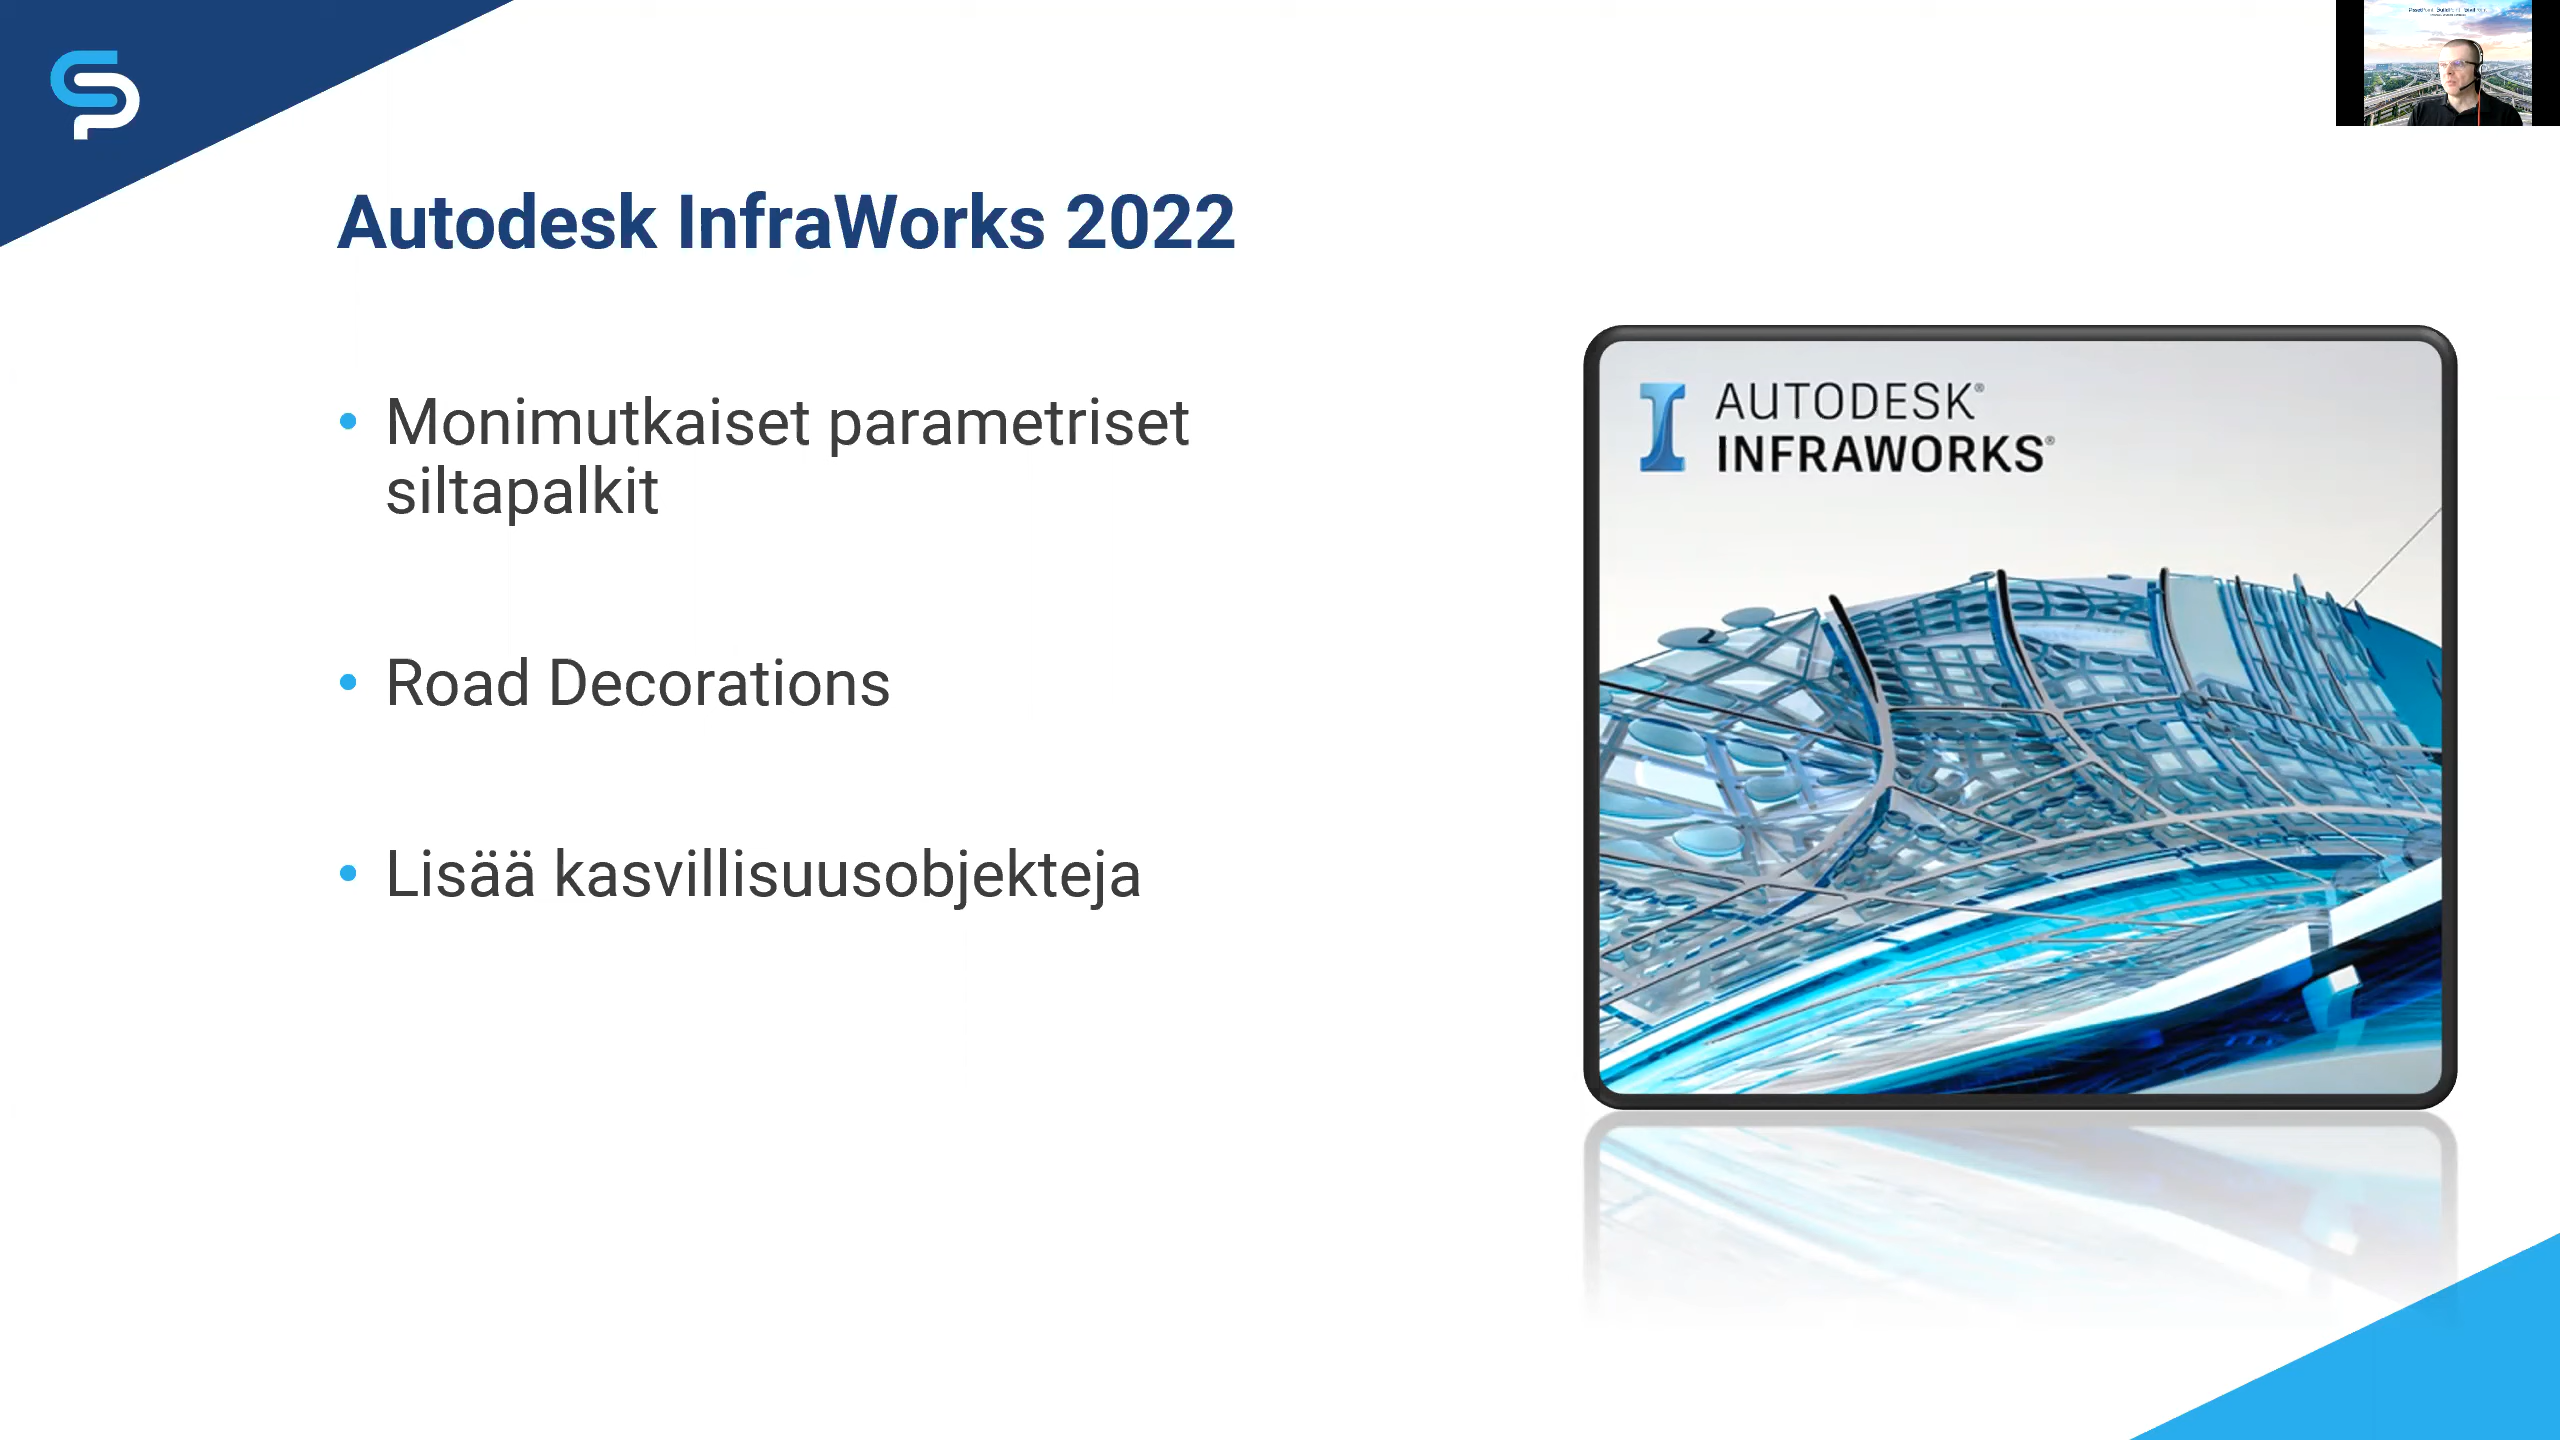 Autodesk InfraWorks 2022
• Monimutkaiset parametriset
siltapalkit
• Road Decorations
• Lisää kasvillisuusobjekteja
AUTODESK®
INFRAWORKS®